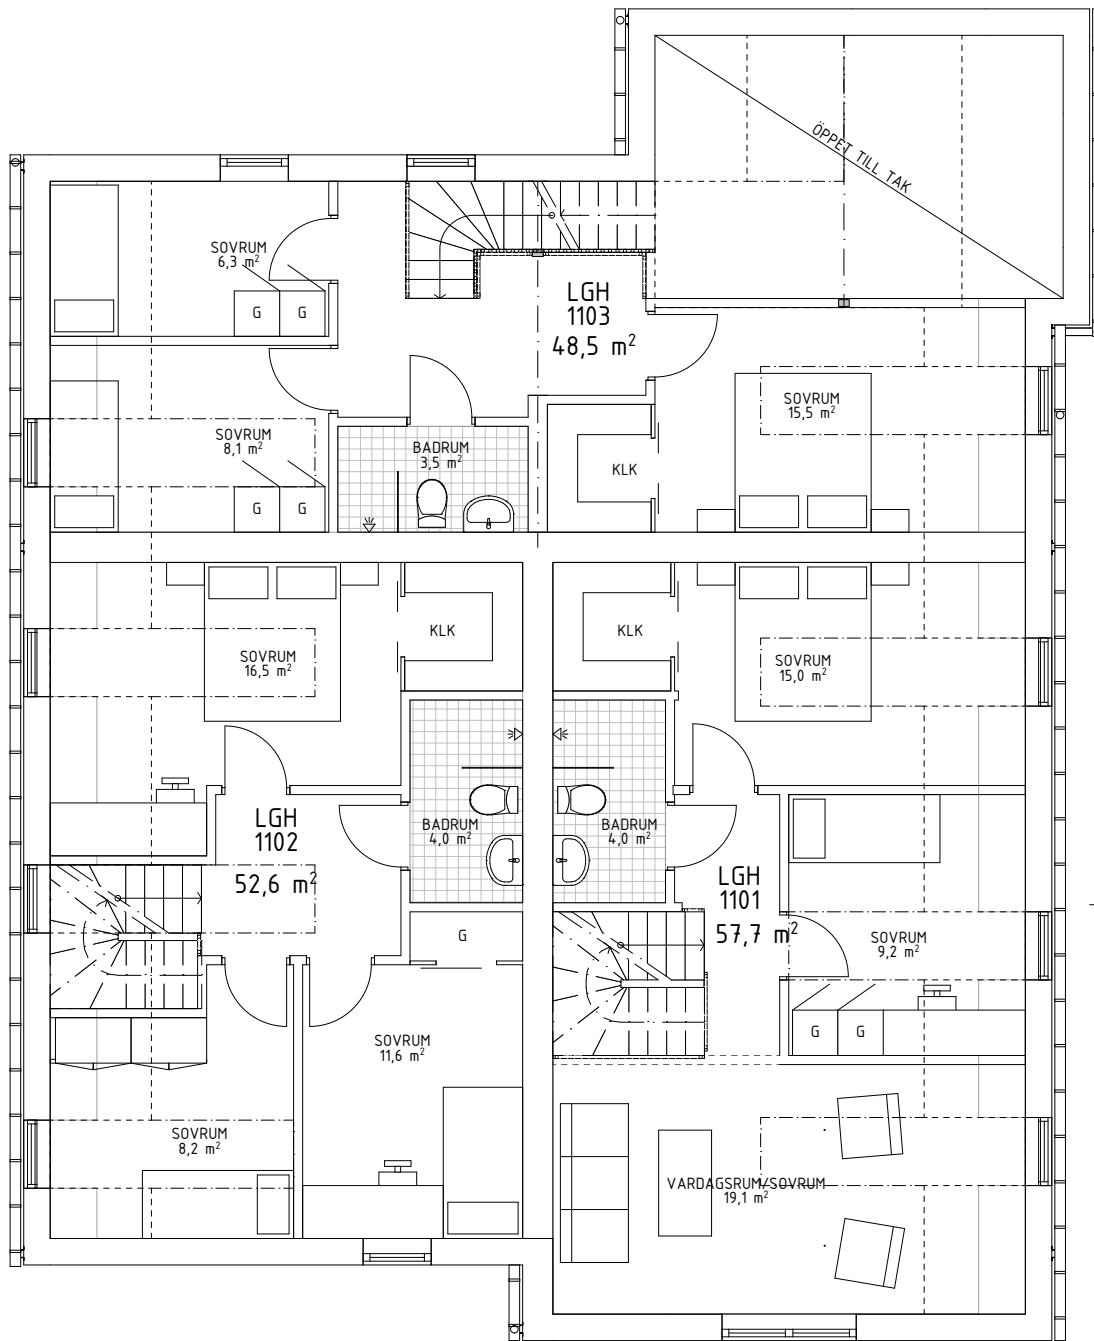 ÖPPET TILL TAK
SOVRUM
6,3 m²
G
G
LGH
1103
48,5 m²
SOVRUM
15,5 m²
SOVRUM
8,1 m²
BADRUM
3,5 m²
KLK
G
G
SOVRUM
16,5 m²
KLK
KLK
SOVRUM
15,0 m²
LGH
1102
52,6 m²
BADRUM
4,0 m²
BADRUM
4,0 m²
LGH
1101
57,7 m²
G
SOVRUM
9,2 m²
G
G
SOVRUM
11,6 m²
SOVRUM
8,2 m²
VARDAGSRUM/SOVRUM
19,1 m²